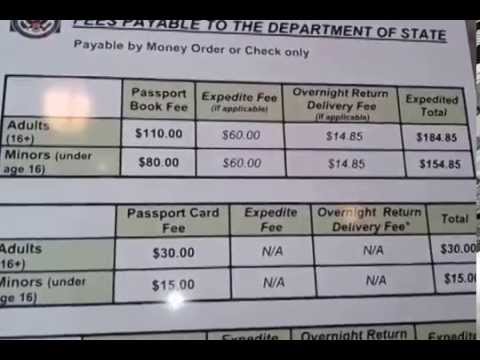 FEES PAYABLE TO THE DEPARTMENT OF STATE
Payable by Money Order or Check only
Passport Book Fee Expedite Fee (if applicable) Overnight Return Delivery Fee (if applicable) Expedited Total
Adults (16+) $110.00 $60.00 $14.85 $184.85
Minors (under age 16) $80.00 $60.00 $14.85 $154.85
Passport Card Fee Expedite Fee Overnight Return Delivery Fee* Total
Adults 16+) $30.00 N/A N/A $30.00
Minors (under ge 16) $15.00 N/A N/A $15.00
Expedite Overnight Return